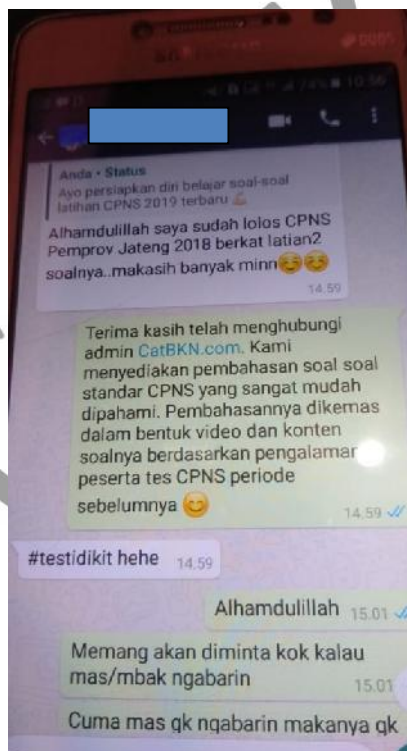 SAMSUNG
74% 10:56
Anda • Status
Ayo persiapkan diri belajar soal-soal
latihan CPNS 2019 terbaru 💪
Alhamdulillah saya sudah lolos CPNS
Pemprov Jateng 2018 berkat latian2
soalnya..makasih banyak minn☺️☺️
14.59
Terima kasih telah menghubungi
admin CatBKN.com. Kami
menyediakan pembahasan soal soal
standar CPNS yang sangat mudah
dipahami. Pembahasannya dikemas
dalam bentuk video dan konten
soalnya berdasarkan pengalaman
peserta tes CPNS periode
sebelumnya 😊
14.59
#testidikit hehe 14.59
Alhamdulillah 15.01
Memang akan diminta kok kalau
mas/mbak ngabarin
15.01
Cuma mas gk ngabarin makanya gk